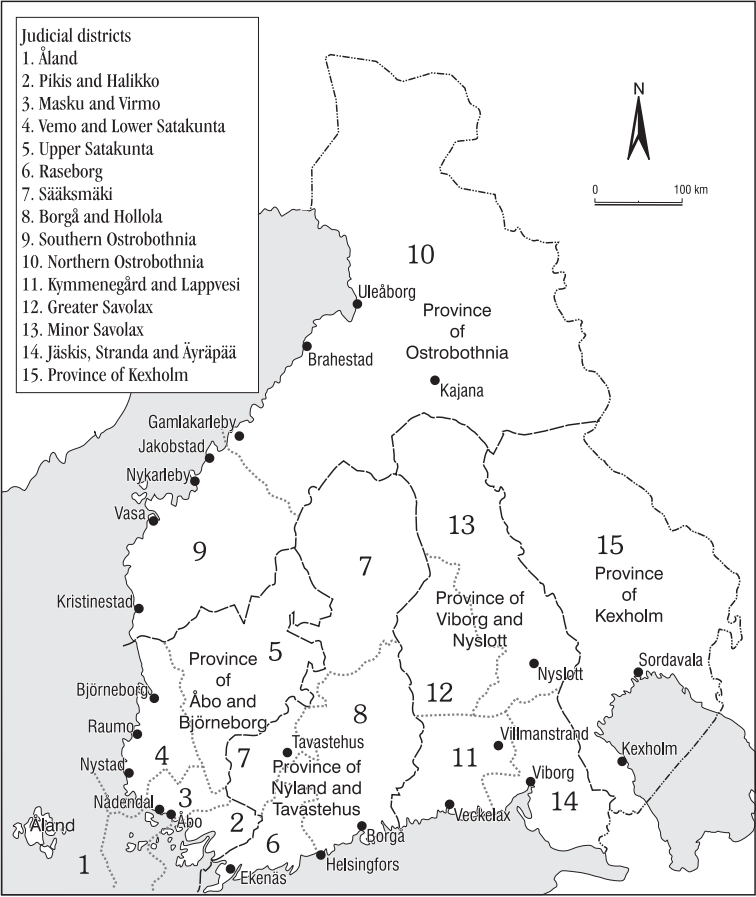 Judicial districts
1. Åland
2. Pikis and Halikko
3. Masku and Virmo
4. Vemo and Lower Satakunta
5. Upper Satakunta
6. Raseborg
7. Sääksmäki
8. Borgå and Hollola
9. Southern Ostrobothnia
10. Northern Ostrobothnia
11. Kymmenegård and Lappvesi
12. Greater Savolax
13. Minor Savolax
14. Jäskis, Stranda and Äyräpää
15. Province of Kexholm
N
0 100 km
10
Uleåborg
Province
of
Ostrobothnia
Brahestad
Kajana
Gamlakarleby
Jakobstad
Nykarleby
Vasa
13
9
7
15
Province
of
Kexholm
Kristinestad
Province of
Viborg and
Nyslott
5
Province
of
Åbo and
Björneborg
Sordavala
Nyslott
Björneborg
12
8
Raumo
Villmanstrand
Tavastehus
Kexholm
4
7
11
Nystad
Province of
Nyland and
Tavastehus
Viborg
3
14
Nådendal
Veckelax
Åbo
Åland
2
Borgå
6
1
Helsingfors
Ekenäs